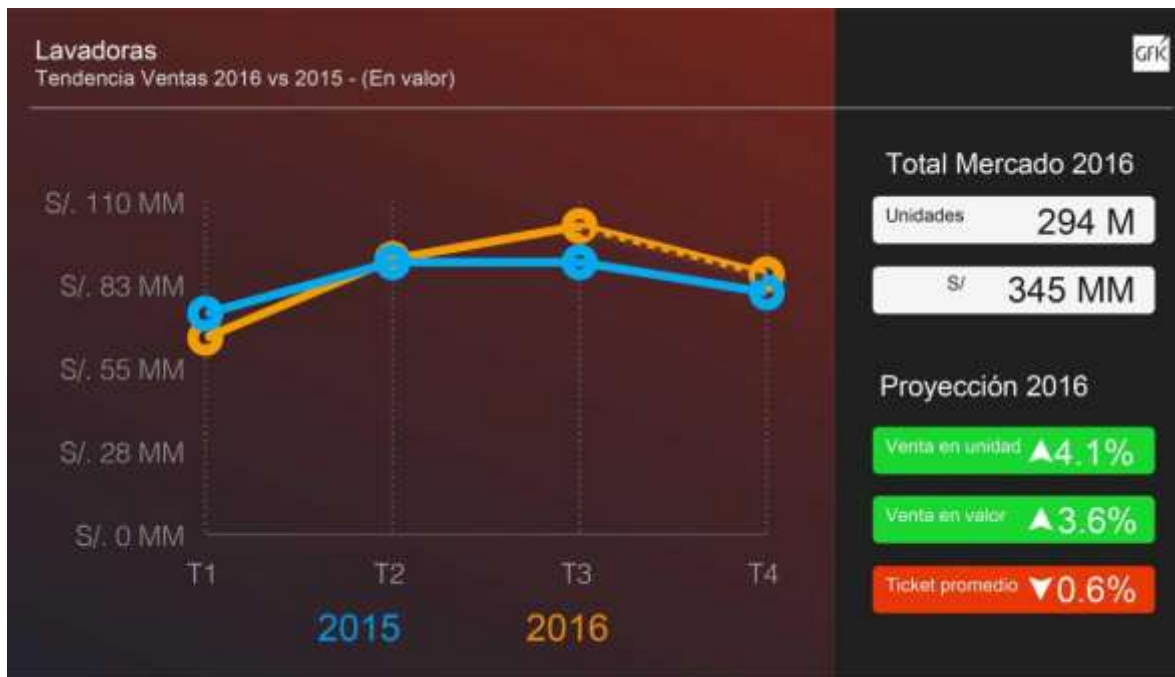 Lavadoras
Tendencia Ventas 2016 vs 2015 - (En valor)
GFK
S/. 110 MM
S/. 83 MM
S/. 55 MM
S/. 28 MM
S/. 0 MM
T1 T2 T3 T4
2015 2016
Total Mercado 2016
Unidades 294 M
S/ 345 MM
Proyección 2016
Venta en unidad 4.1%
Venta en valor 3.6%
Ticket promedio 0.6%